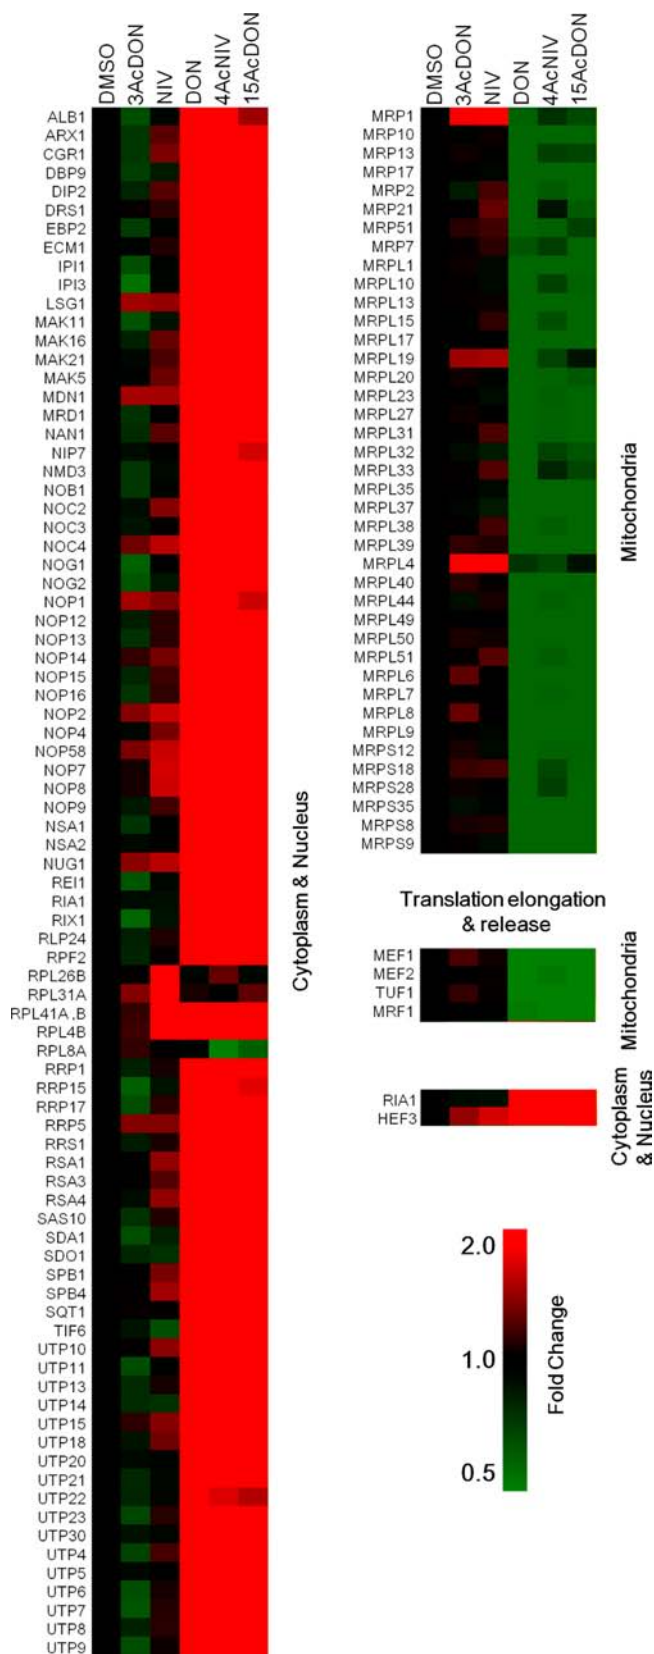 DMSO
3AcDON
NIV
DON
4AcNIV
15AcDON
ALB1
ARX1
CGR1
DBP9
DIP2
DRS1
EBP2
ECM1
IPI1
IPI3
LSG1
MAK11
MAK16
MAK21
MAK5
MDN1
MRD1
NAN1
NIP7
NMD3
NOB1
NOC2
NOC3
NOC4
NOG1
NOG2
NOP1
NOP12
NOP13
NOP14
NOP15
NOP16
NOP2
NOP4
NOP58
NOP7
NOP8
NOP9
NSA1
NSA2
NUG1
REI1
RIA1
RIX1
RLP24
RPF2
RPL26B
RPL31A
RPL41A,B
RPL4B
RPL8A
RRP1
RRP15
RRP17
RRP5
RRS1
RSA1
RSA3
RSA4
SAS10
SDA1
SDO1
SPB1
SPB4
SQT1
TIF6
UTP10
UTP11
UTP13
UTP14
UTP15
UTP18
UTP20
UTP21
UTP22
UTP23
UTP30
UTP4
UTP5
UTP6
UTP7
UTP8
UTP9
Cytoplasm & Nucleus
DMSO
3AcDON
NIV
DON
4AcNIV
15AcDON
MRP1
MRP10
MRP13
MRP17
MRP2
MRP21
MRP51
MRP7
MRPL1
MRPL10
MRPL13
MRPL15
MRPL17
MRPL19
MRPL20
MRPL23
MRPL27
MRPL31
MRPL32
MRPL33
MRPL35
MRPL37
MRPL38
MRPL39
MRPL4
MRPL40
MRPL44
MRPL49
MRPL50
MRPL51
MRPL6
MRPL7
MRPL8
MRPL9
MRPS12
MRPS18
MRPS28
MRPS35
MRPS8
MRPS9
Mitochondria
Translation elongation
& release
MEF1
MEF2
TUF1
MRF1
Mitochondria
RIA1
HEF3
Cytoplasm
& Nucleus
2.0
1.0
0.5
Fold Change